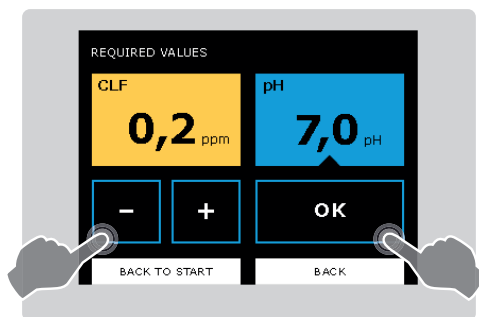 REQUIRED VALUES
CLF pH
0,2 ppm 7,0 pH
- + OK
BACK TO START BACK